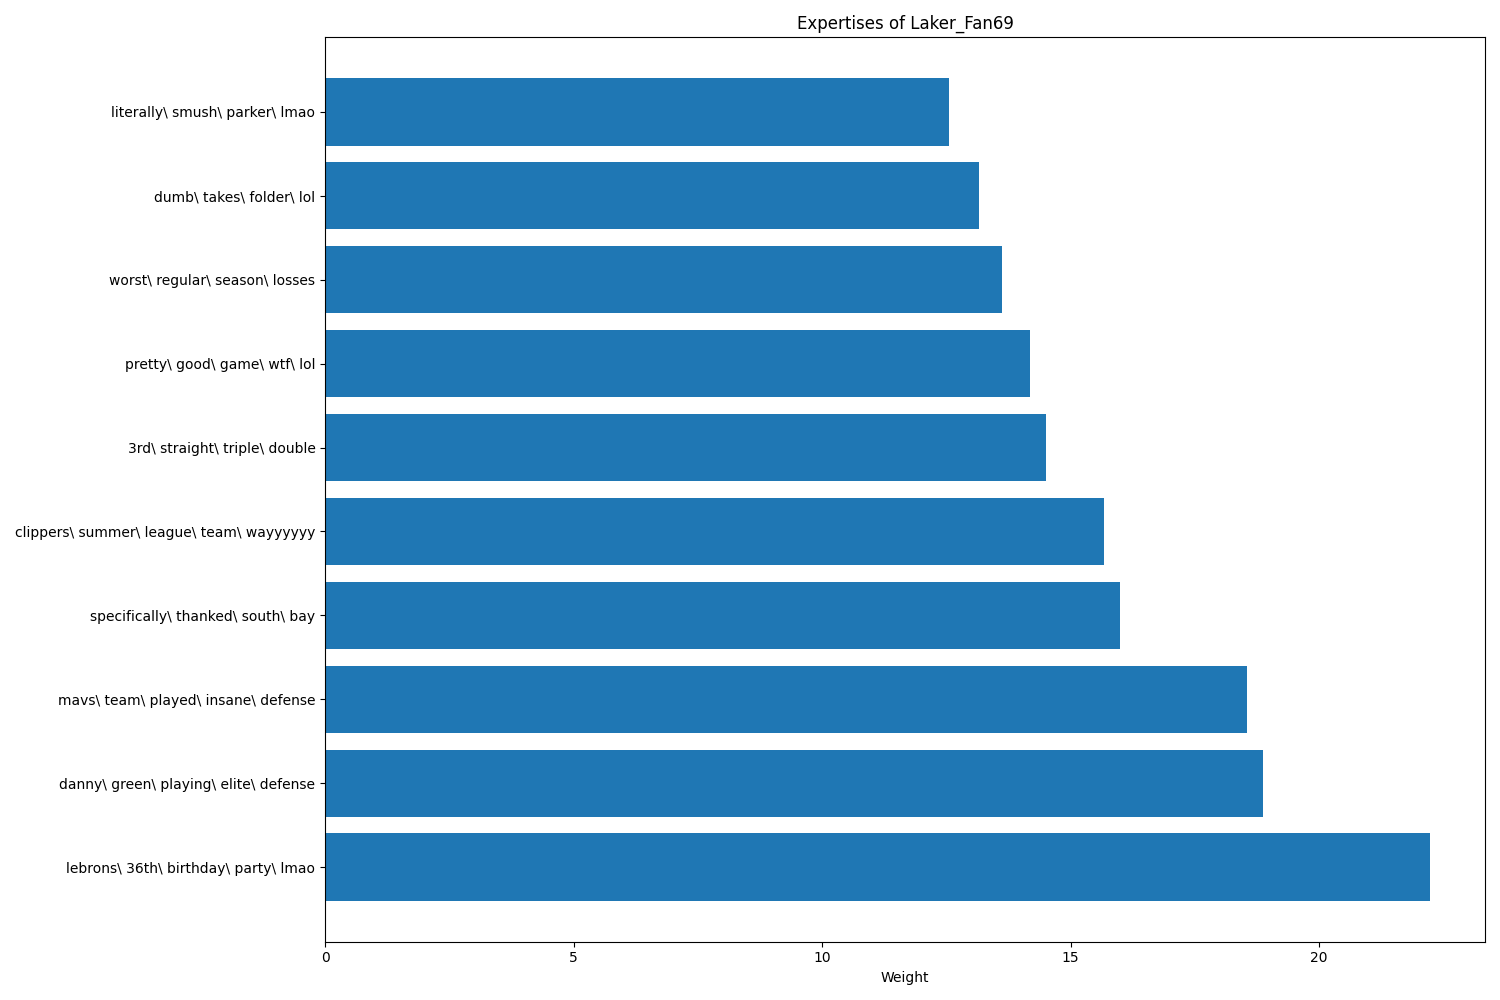 Expertises of Laker_Fan69
literally\ smush\ parker\ lmao
dumb\ takes\ folder\ lol
worst\ regular\ season\ losses
pretty\ good\ game\ wtf\ lol
3rd\ straight\ triple\ double
clippers\ summer\ league\ team\ wayyyyyy
specifically\ thanked\ south\ bay
mavs\ team\ played\ insane\ defense
danny\ green\ playing\ elite\ defense
lebrons\ 36th\ birthday\ party\ lmao
0 5 10 15 20
Weight